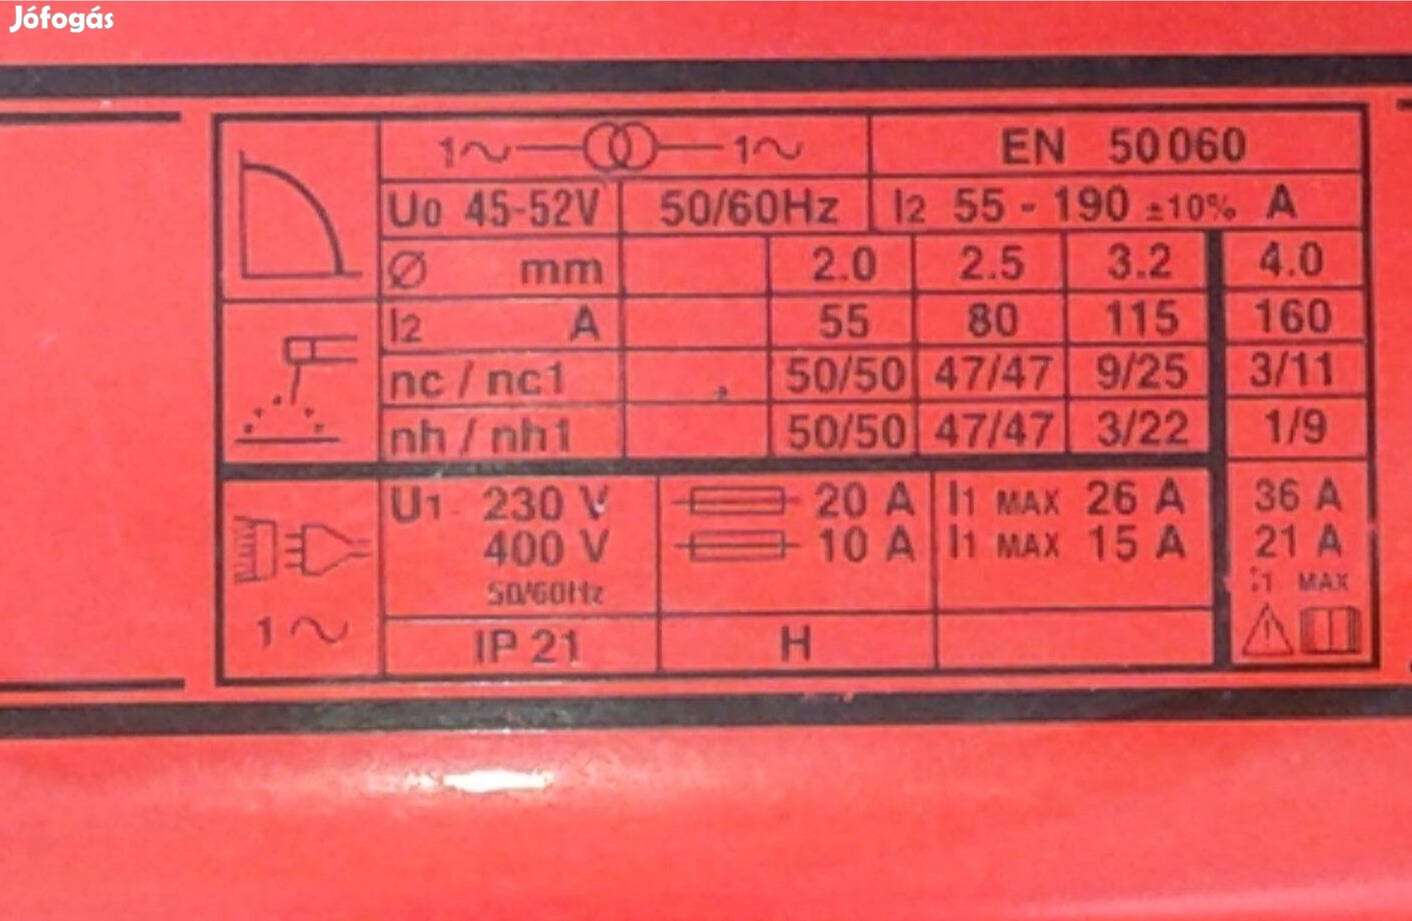 Jófogás
1~ 1~ EN 50060
U0 45-52V 50/60Hz I2 55 - 190 ±10% A
Ø mm 2.0 2.5 3.2 4.0
I2 A 55 80 115 160
nc / nc1 50/50 47/47 9/25 3/11
nh / nh1 50/50 47/47 3/22 1/9
U1 230 V 20 A I1 MAX 26 A 36 A
400 V 10 A I1 MAX 15 A 21 A
50/60Hz I1 MAX
1~ IP 21 H